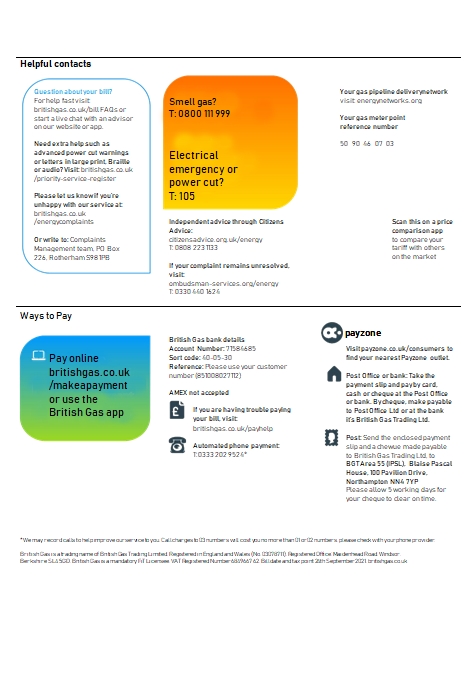 Helpful contacts
Question about your bill?
For help fast visit
britishgas.co.uk/bill FAQs or
start a live chat with an advisor
on our website or app.
Need extra help such as
advanced power cut warnings
or letters in large print, Braille
or audio? Visit: britishgas.co.uk
/priority-service-register
Please let us know if you're
unhappy with our service at:
britishgas.co.uk
/energycomplaints
Or write to: Complaints
Management team, PO Box
226, Rotherham S98 1PB
Smell gas?
T: 0800 111 999
Electrical
emergency or
power cut?
T: 105
Independent advice through Citizens
Advice:
citizensadvice.org.uk/energy
T: 0808 223 1133
If your complaint remains unresolved,
visit:
ombudsman-services.org/energy
T: 0330 440 1624
Your gas pipeline delivery network
visit energynetworks.org
Your gas meter point
reference number
50 90 46 07 03
Scan this on a price
comparison app
to compare your
tariff with others
on the market
Ways to Pay
Pay online
britishgas.co.uk
/makeapayment
or use the
British Gas app
British Gas bank details
Account Number: 71584685
Sort code: 40-05-30
Reference: Please use your customer
number (851008027112)
AMEX not accepted
If you are having trouble paying
your bill, visit:
britishgas.co.uk/payhelp
Automated phone payment:
T:0333 202 9524*
payzone
Visit payzone.co.uk/consumers to
find your nearest Payzone outlet.
Post Office or bank: Take the
payment slip and pay by card,
cash or cheque at the Post Office
or bank. By cheque, make payable
to Post Office Ltd or at the bank
it's British Gas Trading Ltd.
Post: Send the enclosed payment
slip and a cheque made payable
to British Gas Trading Ltd, to
BGT Area 55 (IPSL), Blaise Pascal
House, 100 Pavilion Drive,
Northampton NN4 7YP
Please allow 5 working days for
your cheque to clear on time.
*We may record calls to help improve our service to you. Call charges to 03 numbers will cost you no more than 01 or 02 numbers, please check with your phone provider
British Gas is a trading name of British Gas Trading Limited. Registered in England and Wales (No. 03078711). Registered Office: Maidenhead Road Windsor
Berkshire SL4 5GD. British Gas is a mandatory FiT Licensee. VAT Registered Number 684966762. Bill date and tax point 26th September 2021 britishgas.co.uk